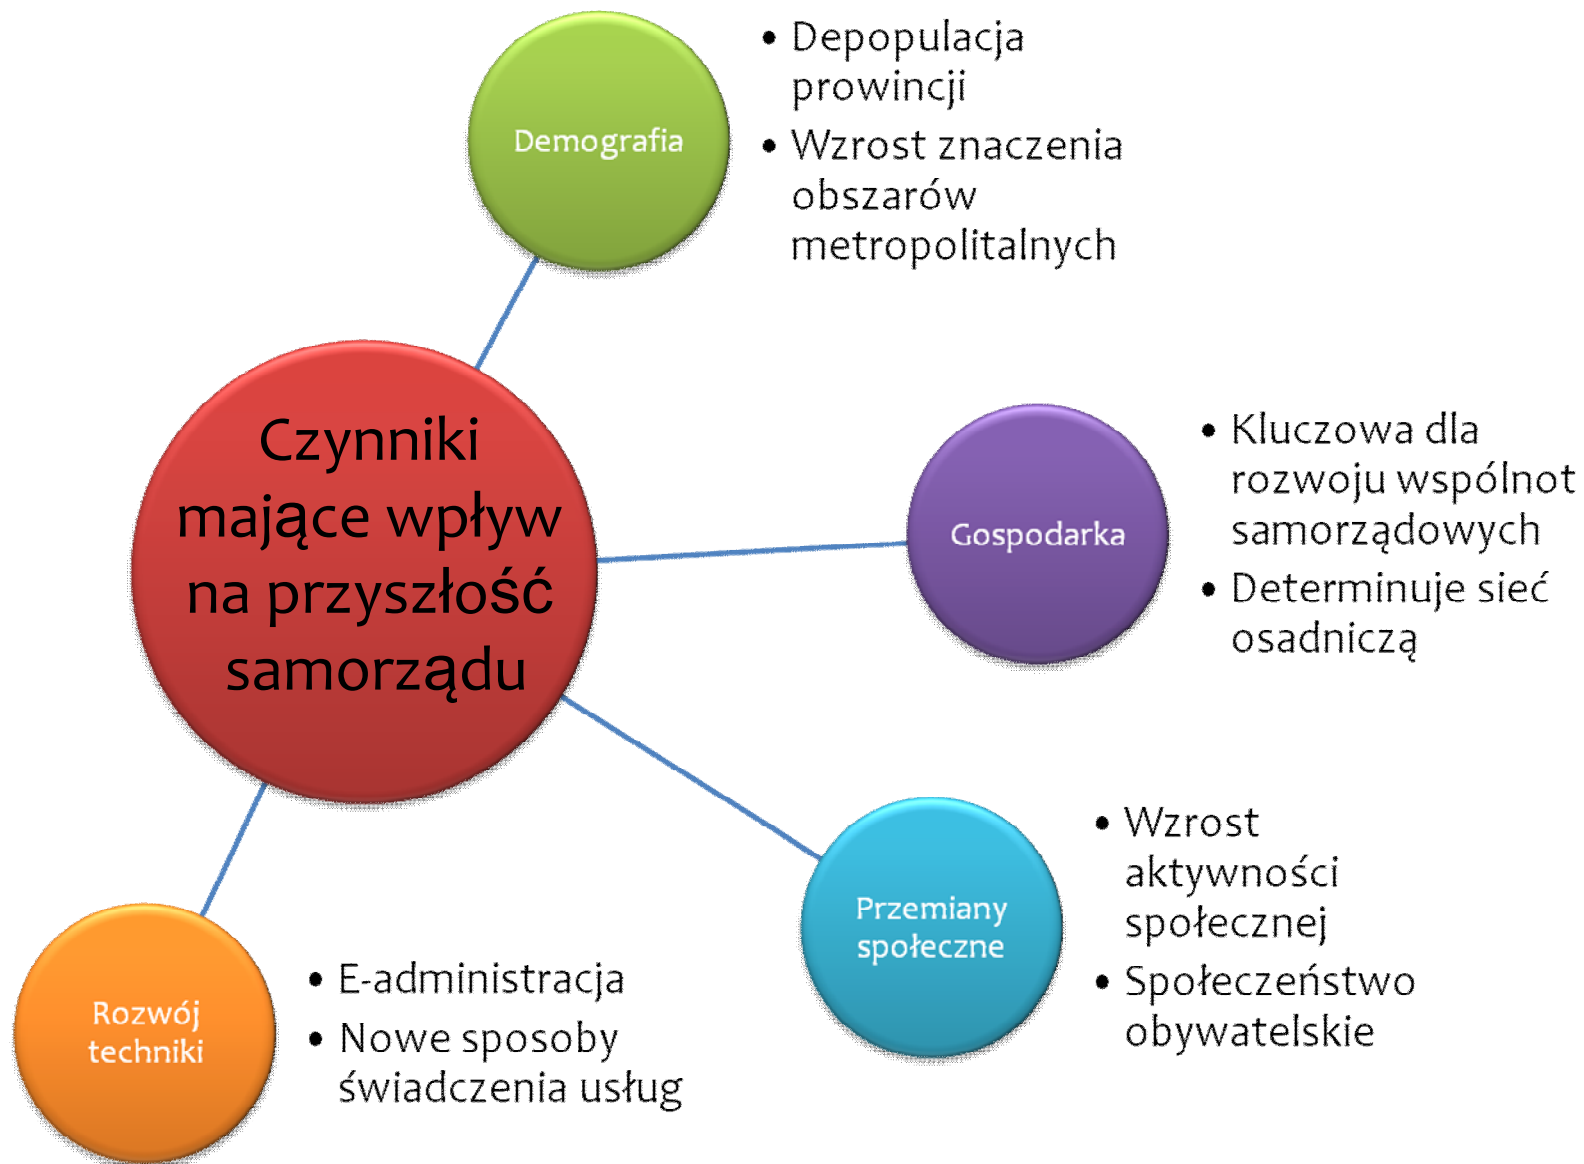 Demografia
• Depopulacja
prowincji
• Wzrost znaczenia
obszarów
metropolitalnych
Czynniki
mające wpływ
na przyszłość
samorządu
Gospodarka
• Kluczowa dla
rozwoju wspólnot
samorządowych
• Determinuje sieć
osadniczą
Przemiany
społeczne
• Wzrost
aktywności
społecznej
• Społeczeństwo
obywatelskie
Rozwój
techniki
• E-administracja
• Nowe sposoby
świadczenia usług